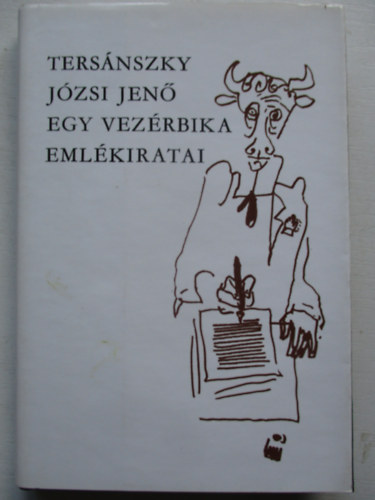 TERSÁNSZKY
JÓZSI JENŐ
EGY VEZÉRBIKA
EMLÉKIRATAI